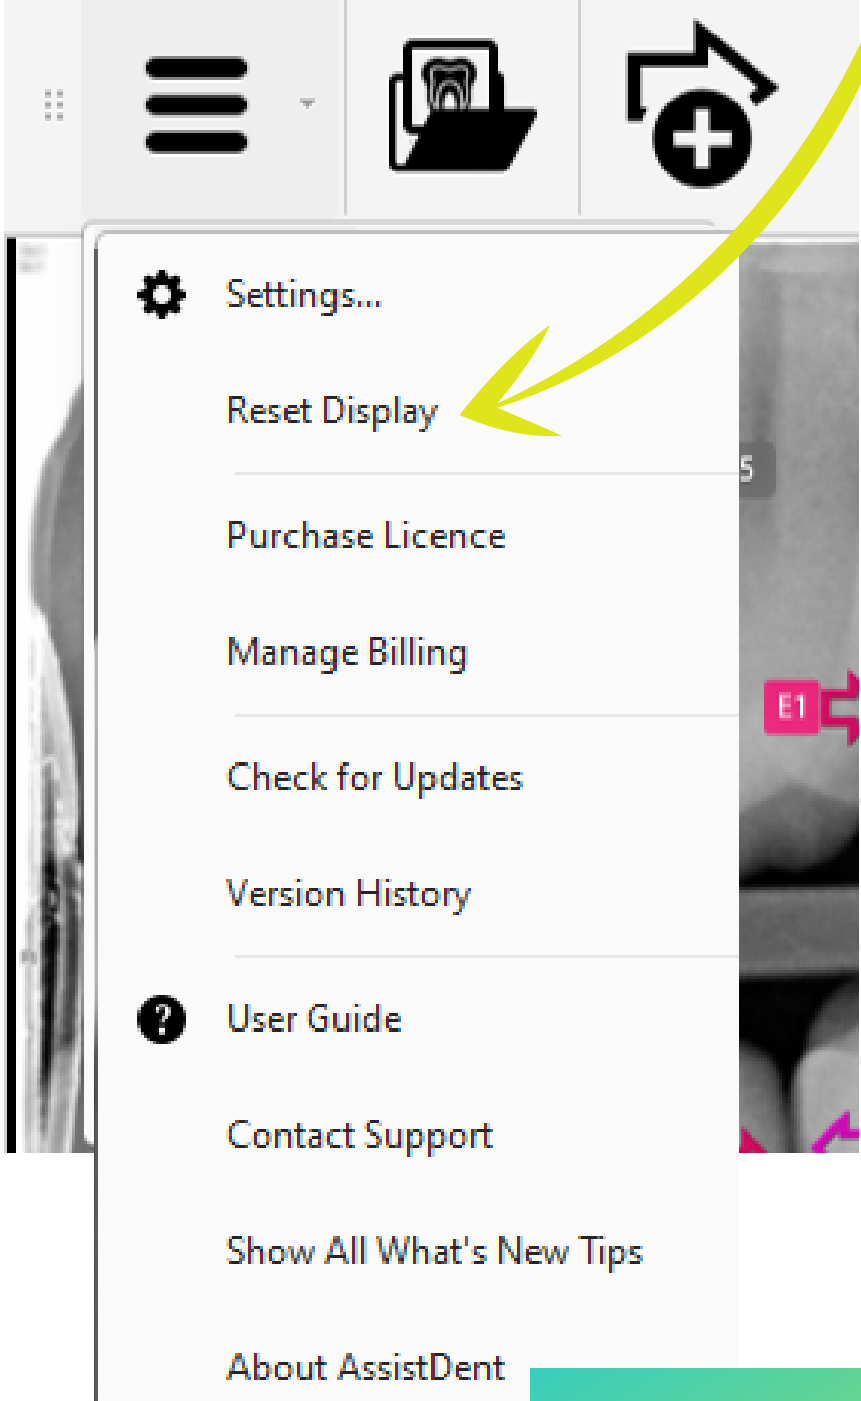 Settings...
Reset Display
5
Purchase Licence
Manage Billing
E1
Check for Updates
Version History
? User Guide
Contact Support
Show All What's New Tips
About AssistDent